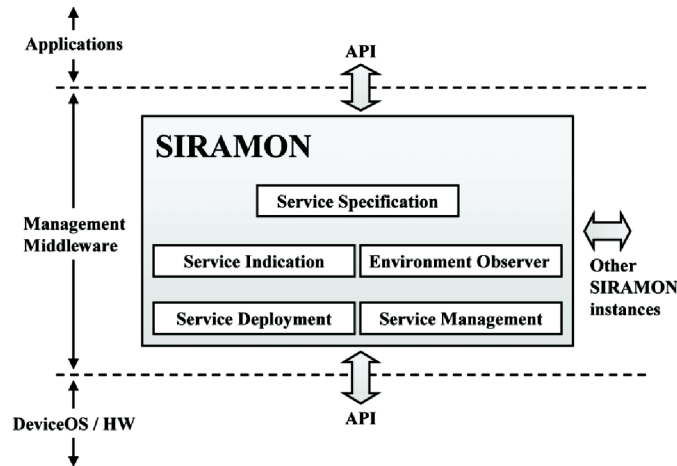 Applications
API
SIRAMON
Service Specification
Management
Middleware
Service Indication
Environment Observer
Other
SIRAMON
instances
Service Deployment
Service Management
DeviceOS / HW
API